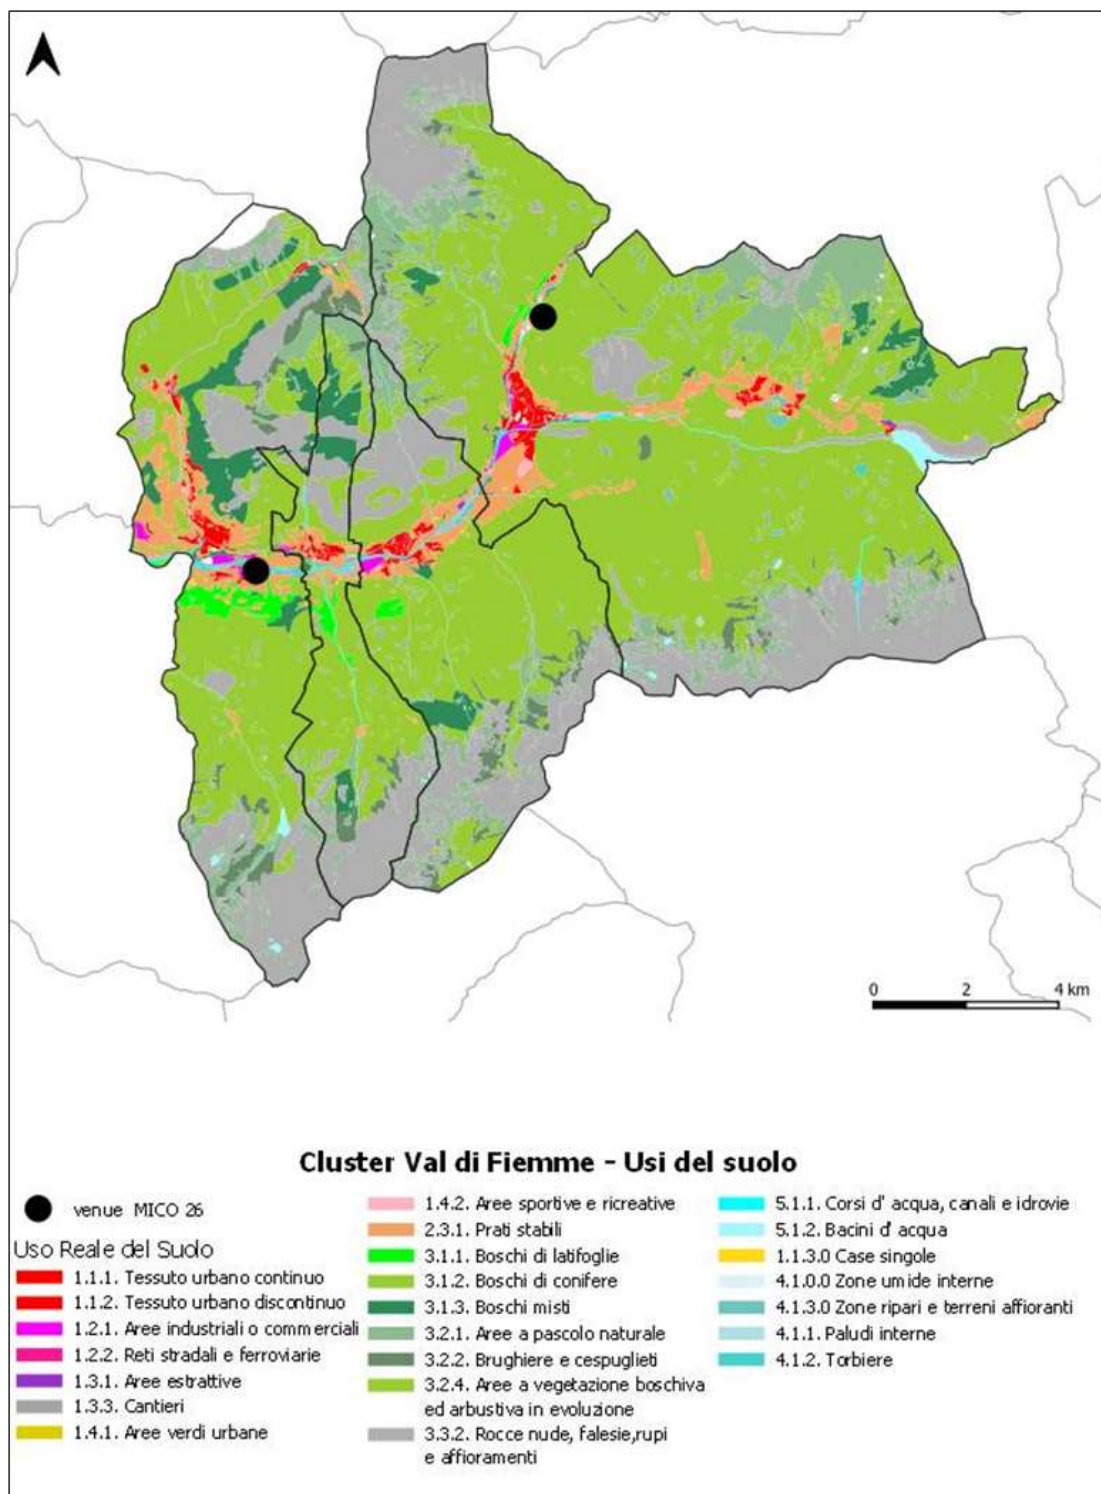 0 2 4 km
Cluster Val di Fiemme – Usi del suolo
venue MICO 26
Uso Reale del Suolo
1.1.1. Tessuto urbano continuo
1.1.2. Tessuto urbano discontinuo
1.2.1. Aree industriali o commerciali
1.2.2. Reti stradali e ferroviarie
1.3.1. Aree estrattive
1.3.3. Cantieri
1.4.1. Aree verdi urbane
1.4.2. Aree sportive e ricreative
2.3.1. Prati stabili
3.1.1. Boschi di latifoglie
3.1.2. Boschi di conifere
3.1.3. Boschi misti
3.2.1. Aree a pascolo naturale
3.2.2. Brughiere e cespuglieti
3.2.4. Aree a vegetazione boschiva
ed arbustiva in evoluzione
3.3.2. Rocce nude, falesie,rupi
e affioramenti
5.1.1. Corsi d' acqua, canali e idrovie
5.1.2. Bacini d' acqua
1.1.3.0 Case singole
4.1.0.0 Zone umide interne
4.1.3.0 Zone ripari e terreni affioranti
4.1.1. Paludi interne
4.1.2. Torbiere